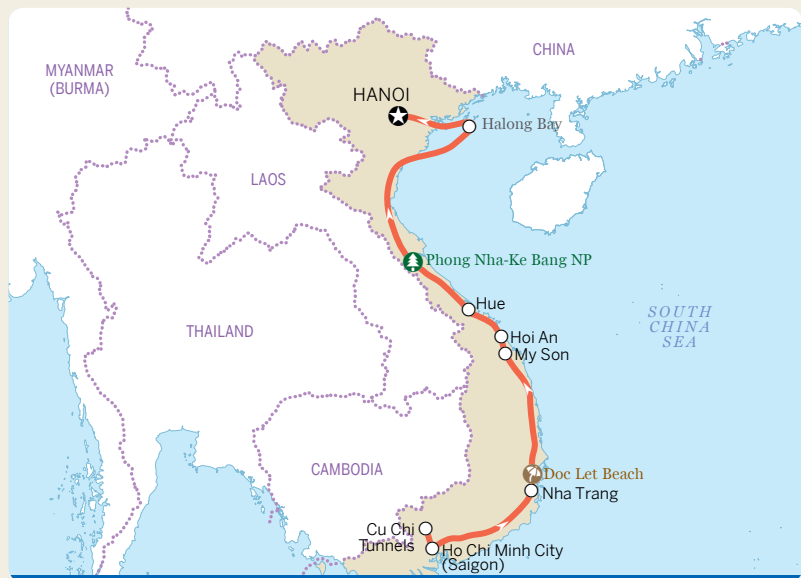 CHINA
MYANMAR
(BURMA)
HANOI
Halong Bay
LAOS
Phong Nha-Ke Bang NP
Hue
SOUTH
CHINA
SEA
THAILAND
Hoi An
My Son
CAMBODIA
Doc Let Beach
Nha Trang
Cu Chi
Tunnels
Ho Chi Minh City
(Saigon)